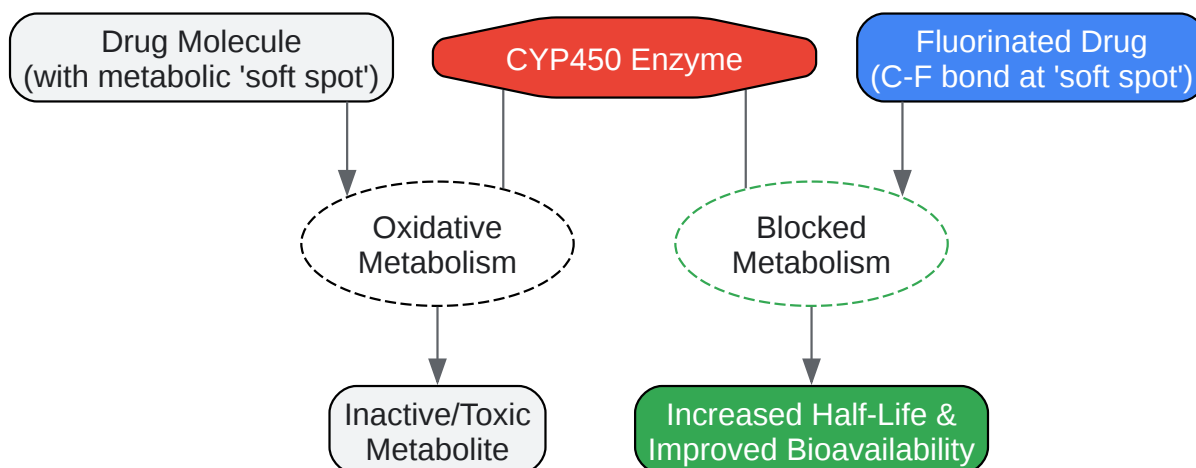 Drug Molecule
(with metabolic 'soft spot')
CYP450 Enzyme
Fluorinated Drug
(C-F bond at 'soft spot')
Oxidative
Metabolism
Blocked
Metabolism
Inactive/Toxic
Metabolite
Increased Half-Life &
Improved Bioavailability